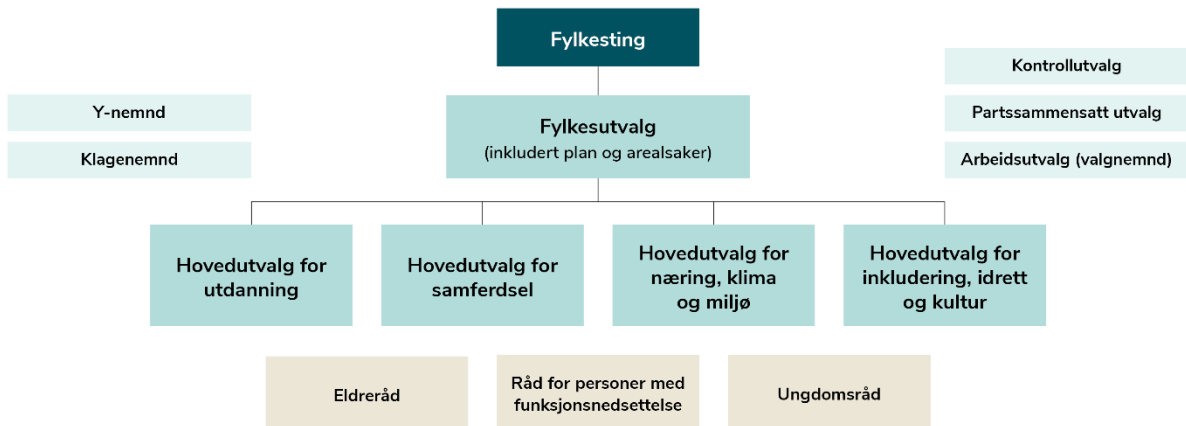 Fylkesting
Y-nemnd
Klagenemnd
Fylkesutvalg
(inkludert plan og arealsaker)
Kontrollutvalg
Partssammensatt utvalg
Arbeidsutvalg (valgnemnd)
Hovedutvalg for
utdanning
Hovedutvalg for
samferdsel
Hovedutvalg for
næring, klima
og miljø
Hovedutvalg for
inkludering, idrett
og kultur
Eldreråd
Råd for personer med
funksjonsnedsettelse
Ungdomsråd